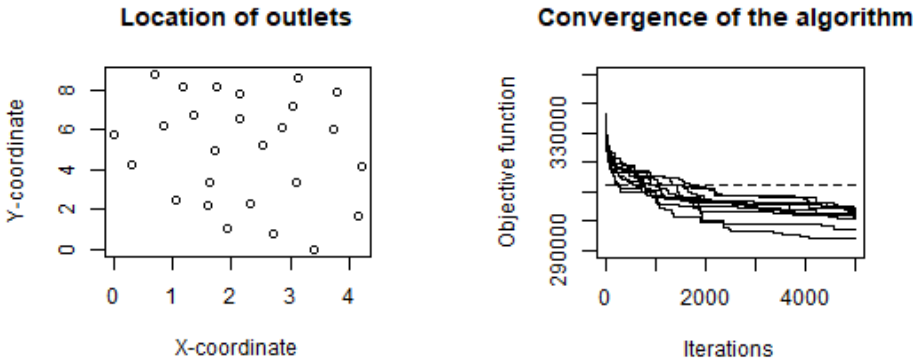 Location of outlets
Y-coordinate
8
6
4
2
0
0 1 2 3 4
X-coordinate
Convergence of the algorithm
Objective function
330000
290000
0 2000 4000
Iterations